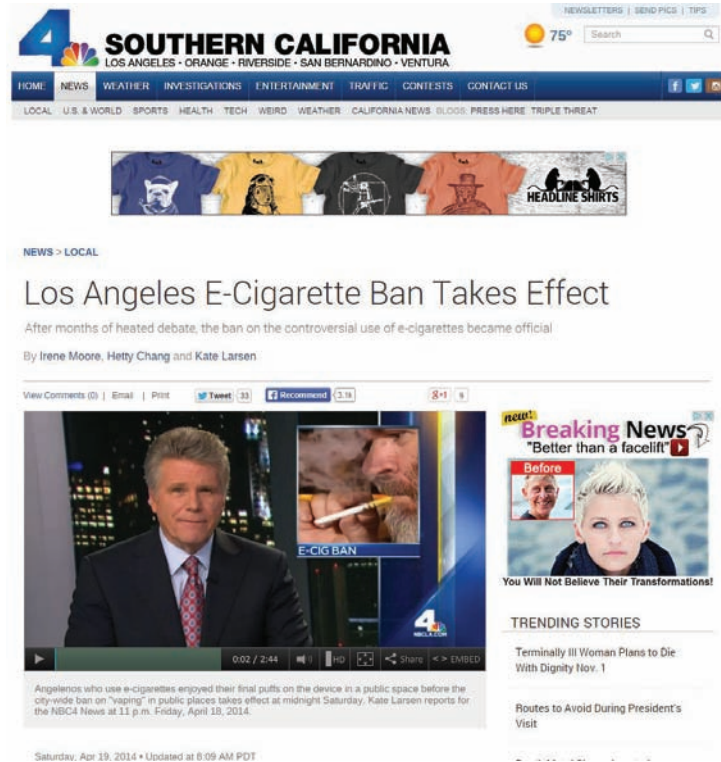 NEWSLETTERS | SEND PICS | TIPS
4 SOUTHERN CALIFORNIA
LOS ANGELES • ORANGE • RIVERSIDE • SAN BERNARDINO • VENTURA
75° Search
HOME NEWS WEATHER INVESTIGATIONS ENTERTAINMENT TRAFFIC CONTESTS CONTACT US
LOCAL U.S. & WORLD SPORTS HEALTH TECH WEIRD WEATHER CALIFORNIA NEWS BLOGS: PRESS HERE TRIPLE THREAT
HEADLINE SHIRTS
NEWS > LOCAL
Los Angeles E-Cigarette Ban Takes Effect
After months of heated debate, the ban on the controversial use of e-cigarettes became official
By Irene Moore, Hetty Chang and Kate Larsen
View Comments (0) | Email | Print Tweet 33 Recommend 3.1k g+1 9
E-CIG BAN
4
NBCLA.COM
0:02 / 2:44 HD Share < > EMBED
Angelenos who use e-cigarettes enjoyed their final puffs on the device in a public space before the
city-wide ban on "vaping" in public places takes effect at midnight Saturday. Kate Larsen reports for
the NBC4 News at 11 p.m. Friday, April 18, 2014.
Saturday, Apr 19, 2014 • Updated at 8:09 AM PDT
new!
Breaking News
"Better than a facelift"
Before
You Will Not Believe Their Transformations!
TRENDING STORIES
Terminally Ill Woman Plans to Die
With Dignity Nov. 1
Routes to Avoid During President's
Visit